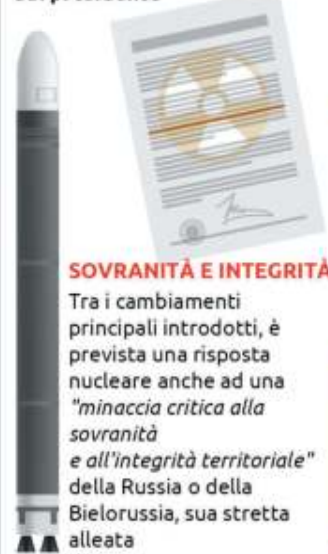 SOVRANITÀ E INTEGRITÀ
Tra i cambiamenti
principali introdotti, è
prevista una risposta
nucleare anche ad una
"minaccia critica alla
sovranità
e all'integrità territoriale"
della Russia o della
Bielorussia, sua stretta
alleata